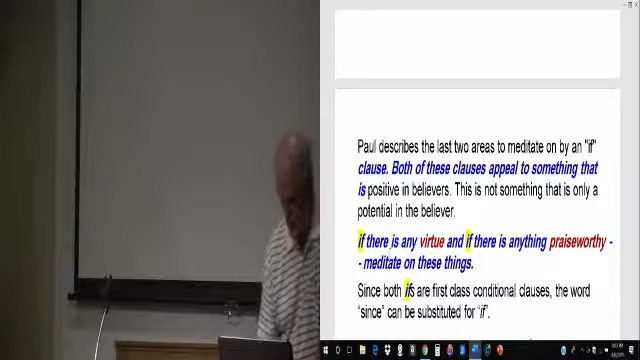 Paul describes the last two areas to meditate on by an "if"
clause. Both of these clauses appeal to something that
is positive in believers. This is not something that is only a
potential in the believer.
if there is any virtue and if there is anything praiseworthy -
- meditate on these things.
Since both ifs are first class conditional clauses, the word
"since" can be substituted for "if".